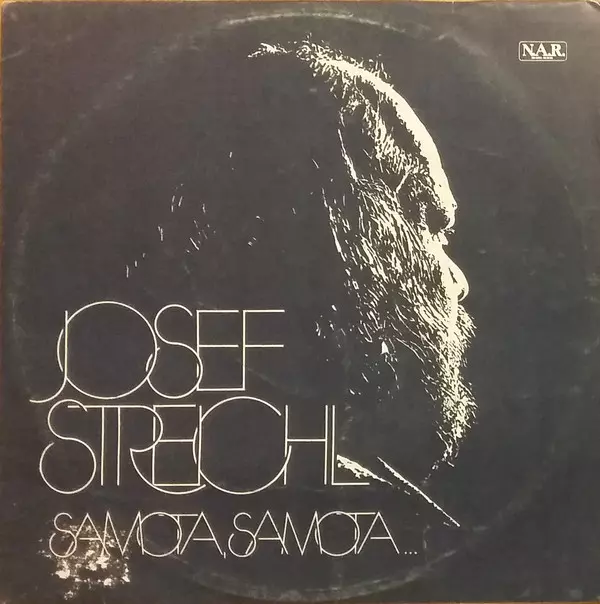 N.A.R.
JOSEF
STREICHL
SAMOTA, SAMOTA...